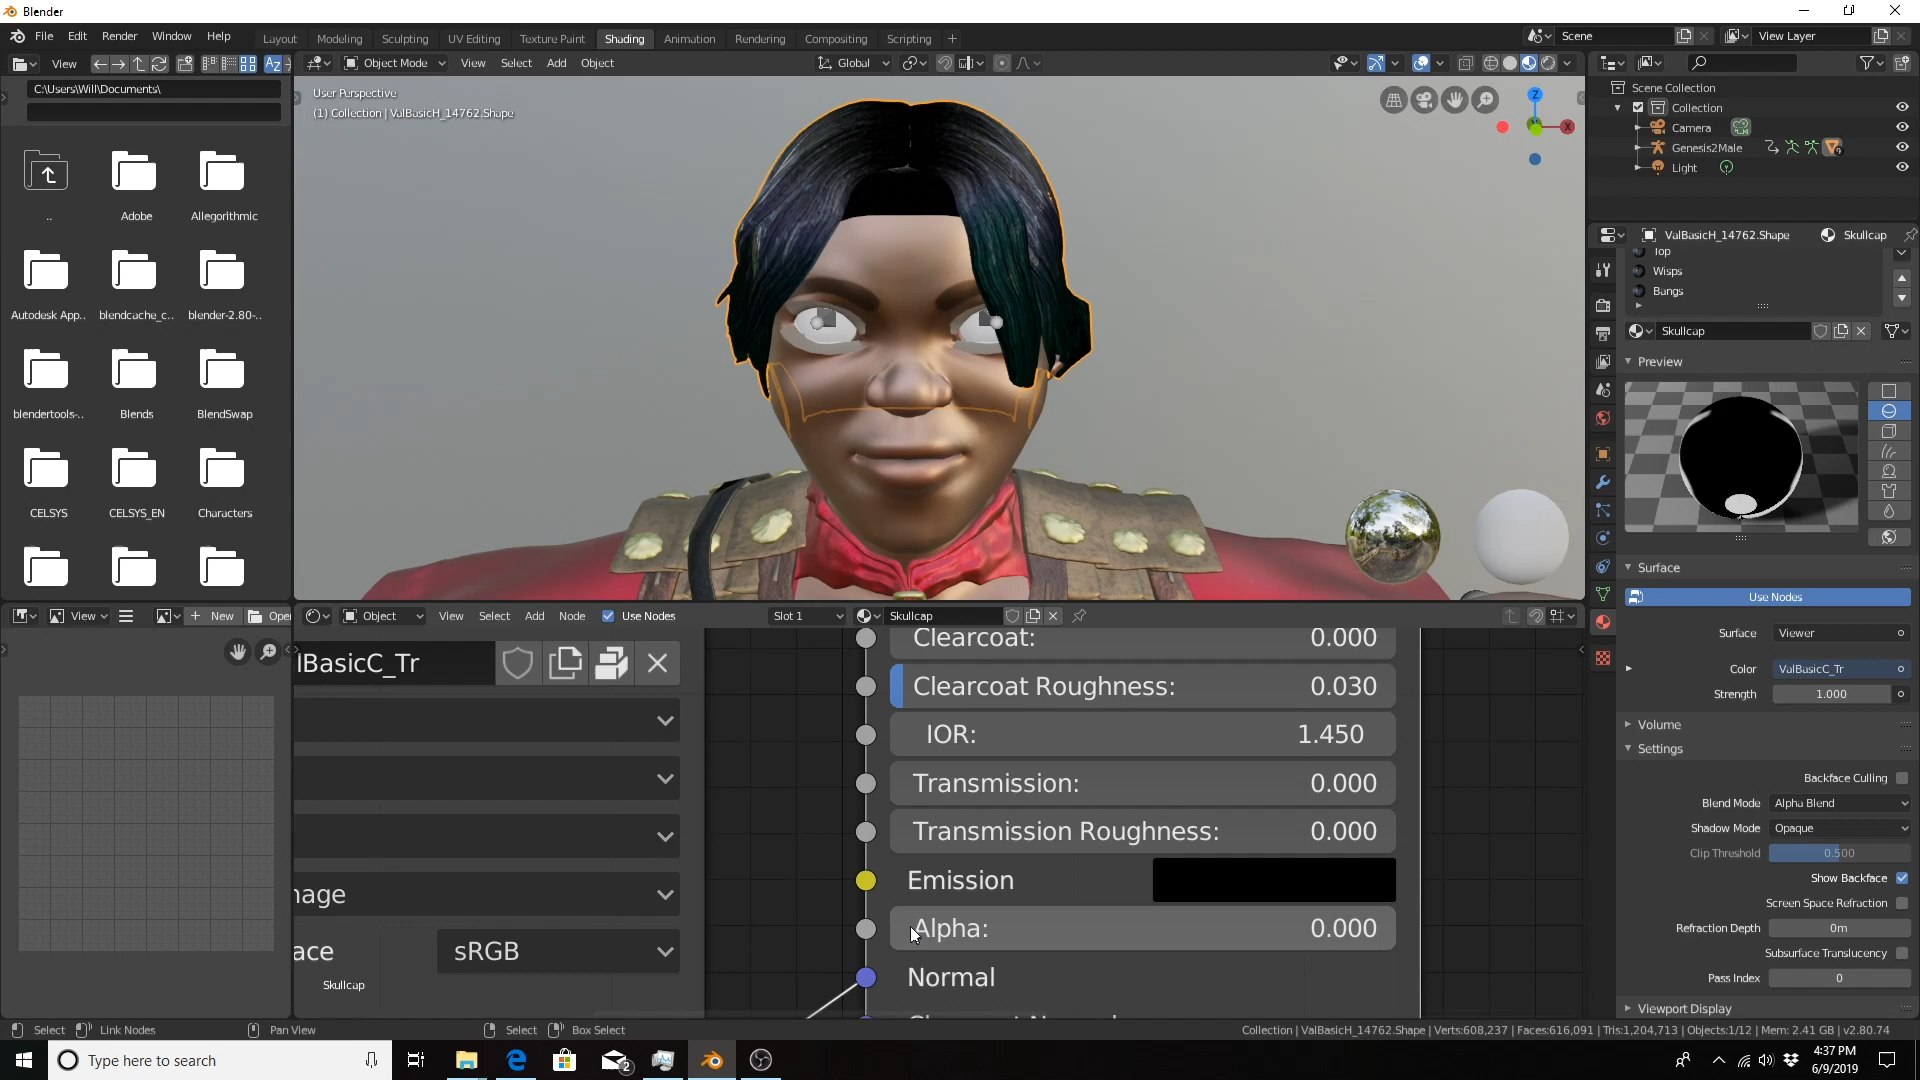 Blender
File Edit Render Window Help
Layout Modeling Sculpting UV Editing Texture Paint Shading Animation Rendering Compositing Scripting +
Scene View Layer
View
Object Mode View Select Add Object Global
C:\Users\Will\Documents\
User Perspective
(1) Collection | ValBasicH_14762.Shape
Z
X
Scene Collection
Collection
Camera
Genesis2Male
Light
..
Adobe
Allegorithmic
Autodesk App..
blendcache_c..
blender-2.80-..
blendertools-..
Blends
BlendSwap
CELSYS
CELSYS_EN
Characters
ValBasicH_14762.Shape Skullcap
Top
Wisps
Bangs
Skullcap
Preview
Surface
Use Nodes
Surface Viewer
Color ValBasicC_Tr
Strength 1.000
Volume
Settings
Backface Culling
Blend Mode Alpha Blend
Shadow Mode Opaque
Clip Threshold 0.500
Show Backface
Screen Space Refraction
Refraction Depth 0m
Subsurface Translucency
Pass Index 0
Viewport Display
View + New Open
Object View Select Add Node Use Nodes Slot 1 Skullcap
lBasicC_Tr
nage
ace sRGB
Skullcap
Clearcoat: 0.000
Clearcoat Roughness: 0.030
IOR: 1.450
Transmission: 0.000
Transmission Roughness: 0.000
Emission
Alpha: 0.000
Normal
Select Link Nodes Pan View Select Box Select
Collection | ValBasicH_14762.Shape | Verts:608,237 | Faces:616,091 | Tris:1,204,713 | Objects:1/12 | Mem: 2.41 GB | v2.80.74
Type here to search
2
4:37 PM
6/9/2019